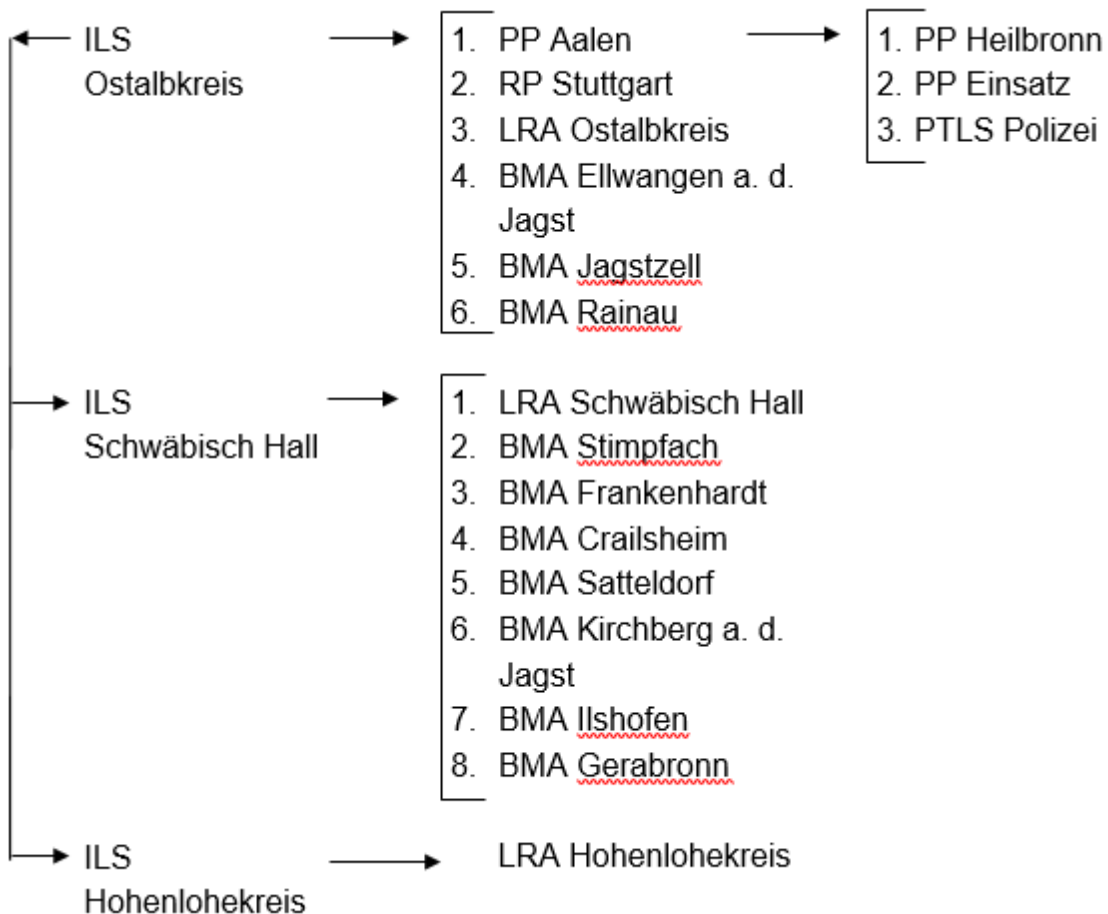 ILS
Ostalbkreis
1. PP Aalen
2. RP Stuttgart
3. LRA Ostalbkreis
4. BMA Ellwangen a. d.
Jagst
5. BMA Jagstzell
6. BMA Rainau
1. PP Heilbronn
2. PP Einsatz
3. PTLS Polizei
ILS
Schwäbisch Hall
1. LRA Schwäbisch Hall
2. BMA Stimpfach
3. BMA Frankenhardt
4. BMA Crailsheim
5. BMA Satteldorf
6. BMA Kirchberg a. d.
Jagst
7. BMA Ilshofen
8. BMA Gerabronn
ILS
Hohenlohekreis
LRA Hohenlohekreis